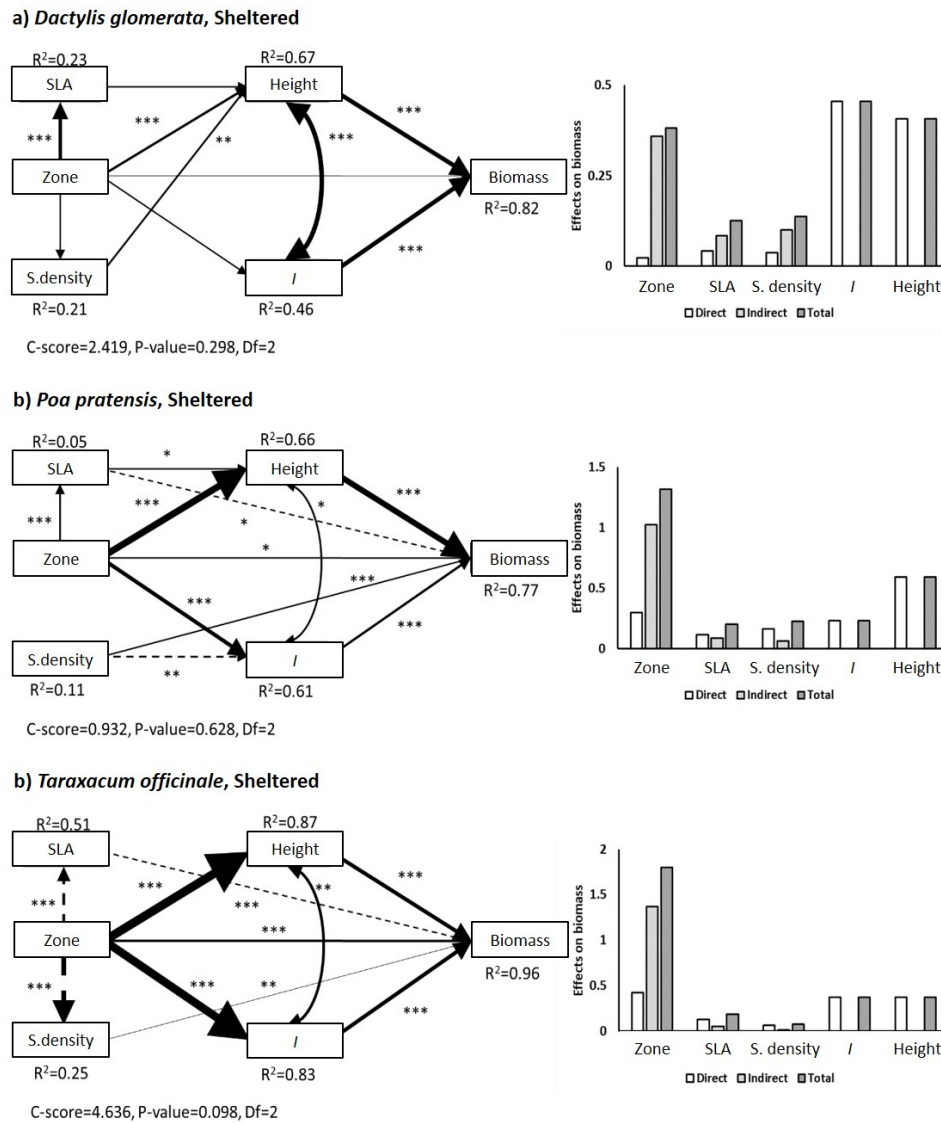 a) Dactylis glomerata, Sheltered
R²=0.23
SLA
R²=0.67
Height
***
***
**
***
***
Zone
Biomass
R²=0.82
***
S.density
R²=0.21
I
R²=0.46
C-score=2.419, P-value=0.298, Df=2
Effects on biomass
0.5
0.25
0
Zone SLA S. density I Height
Direct Indirect Total
b) Poa pratensis, Sheltered
R²=0.05
SLA
*
R²=0.66
Height
***
***
***
*
*
*
Zone
Biomass
R²=0.77
***
***
***
S.density
R²=0.11
**
I
R²=0.61
C-score=0.932, P-value=0.628, Df=2
Effects on biomass
1.5
1
0.5
0
Zone SLA S. density I Height
Direct Indirect Total
b) Taraxacum officinale, Sheltered
R²=0.51
SLA
R²=0.87
Height
***
***
***
**
***
***
Zone
Biomass
R²=0.96
***
***
**
***
S.density
R²=0.25
I
R²=0.83
C-score=4.636, P-value=0.098, Df=2
Effects on biomass
2
1.5
1
0.5
0
Zone SLA S. density I Height
Direct Indirect Total